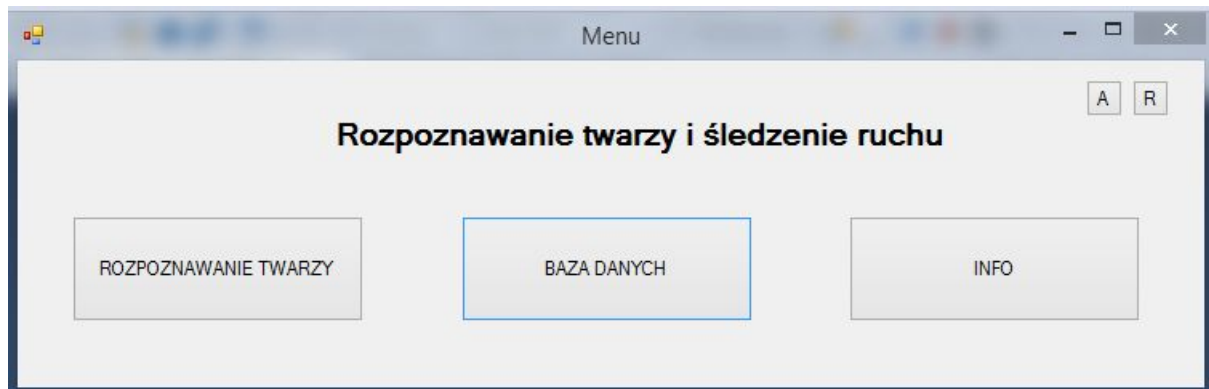 Menu
A R
Rozpoznawanie twarzy i śledzenie ruchu
ROZPOZNAWANIE TWARZY BAZA DANYCH INFO